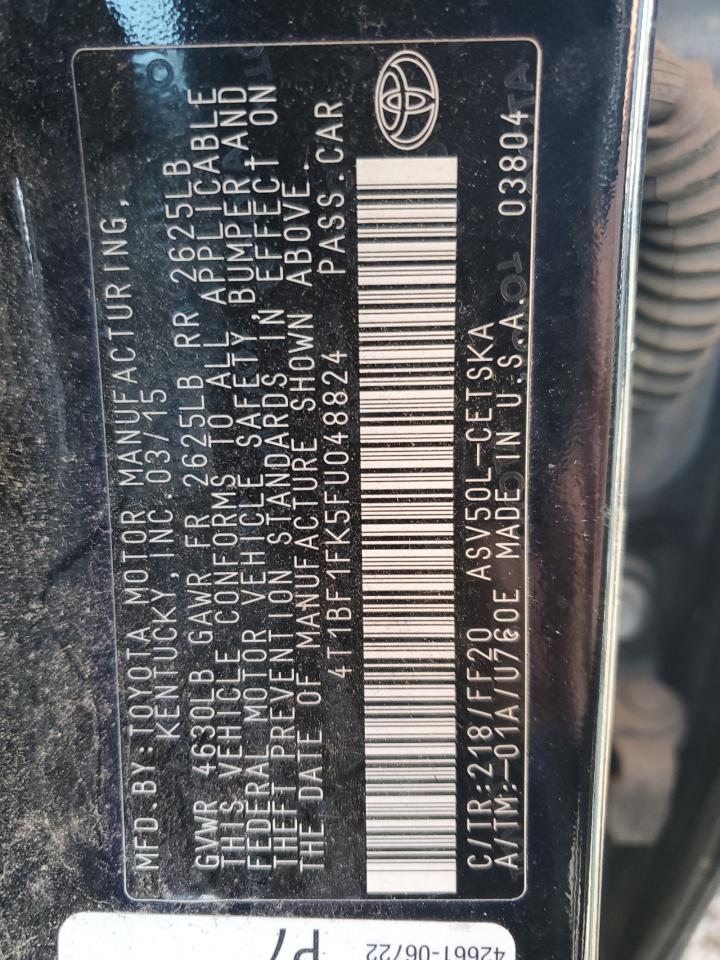 MFD.BY:TOYOTA MOTOR MANUFACTURING,
KENTUCKY, INC. 03/15
GVWR 4630LB GAWR FR 2625LB RR 2625LB
THIS VEHICLE CONFORMS TO ALL APPLICABLE
FEDERAL MOTOR VEHICLE SAFETY, BUMPER AND
THEFT PREVENTION STANDARDS IN EFFECT ON
THE DATE OF MANUFACTURE SHOWN ABOVE.
4T1BF1FK5FU048824 PASS.CAR
C/TR:218/FF20 ASV50L-CETSKA
A/TM:-01A/U760E MADE IN U.S.A. 03804
42661-06722